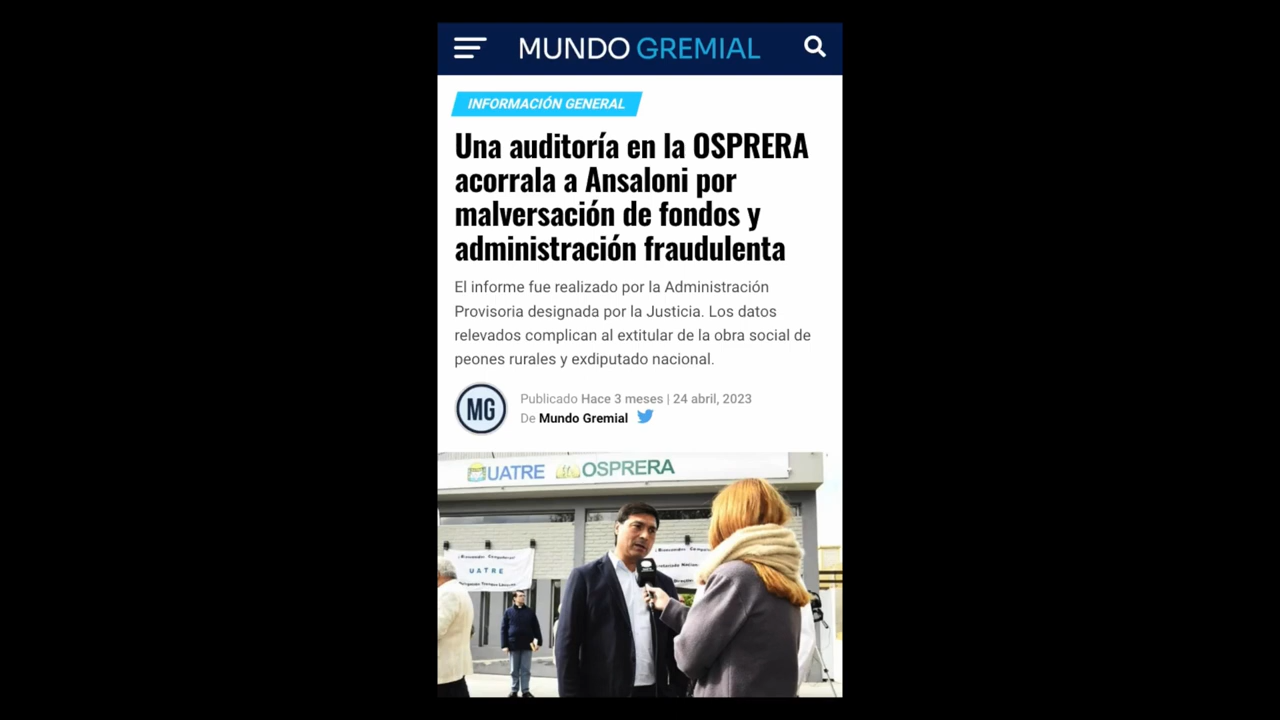 MUNDO GREMIAL
INFORMACIÓN GENERAL
Una auditoría en la OSPRERA
acorrala a Ansaloni por
malversación de fondos y
administración fraudulenta
El informe fue realizado por la Administración
Provisoria designada por la Justicia. Los datos
relevados complican al extitular de la obra social de
peones rurales y exdiputado nacional.
MG
Publicado Hace 3 meses | 24 abril, 2023
De Mundo Gremial
UATRE OSPRERA
UATRE